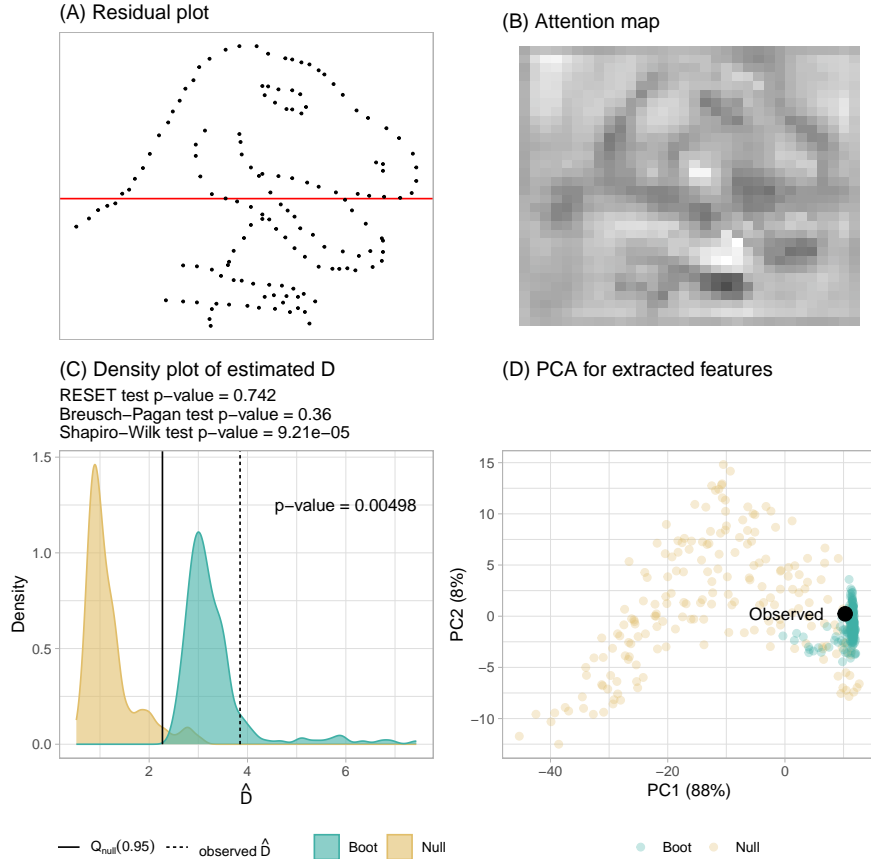 (A) Residual plot
(B) Attention map
(C) Density plot of estimated D
RESET test p−value = 0.742
Breusch−Pagan test p−value = 0.36
Shapiro−Wilk test p−value = 9.21e−05
p−value = 0.00498
Density
1.5
1.0
0.5
0.0
2 4 6
D̂
Q_null(0.95) observed D̂ Boot Null
(D) PCA for extracted features
PC2 (8%)
15
10
5
0
−5
−10
Observed
−40 −20 0
PC1 (88%)
Boot Null